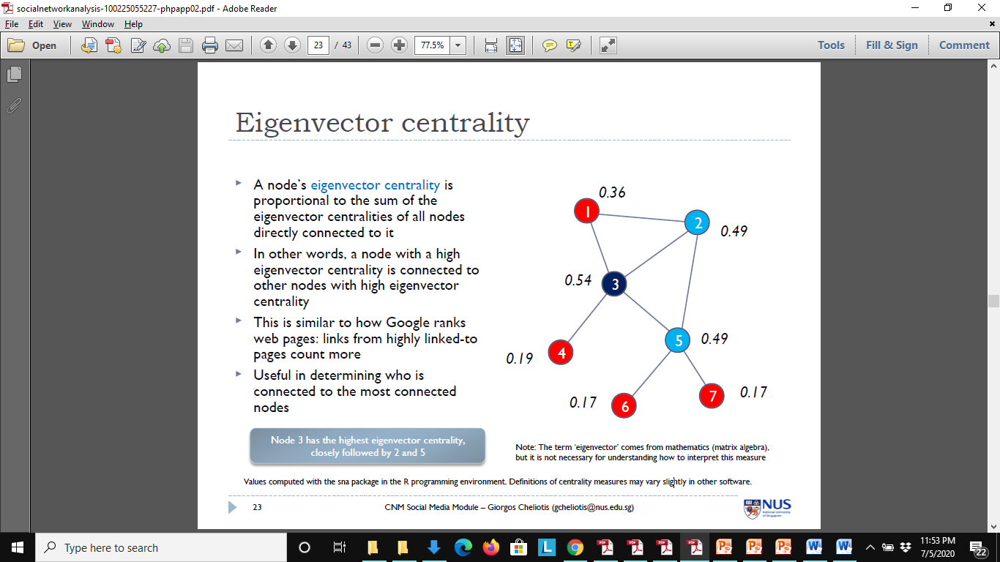 socialnetworkanalysis-100225055227-phpapp02.pdf - Adobe Reader
File Edit View Window Help
Open
23 / 43
77.5%
Tools Fill & Sign Comment
Eigenvector centrality
A node's eigenvector centrality is
proportional to the sum of the
eigenvector centralities of all nodes
directly connected to it
In other words, a node with a high
eigenvector centrality is connected to
other nodes with high eigenvector
centrality
This is similar to how Google ranks
web pages: links from highly linked-to
pages count more
Useful in determining who is
connected to the most connected
nodes
Node 3 has the highest eigenvector centrality,
closely followed by 2 and 5
0.36
1
2
0.49
0.54
3
5
0.49
4
0.19
7
0.17
6
0.17
Note: The term 'eigenvector' comes from mathematics (matrix algebra),
but it is not necessary for understanding how to interpret this measure
Values computed with the sna package in the R programming environment. Definitions of centrality measures may vary slightly in other software.
23
CNM Social Media Module – Giorgos Cheliotis (gcheliotis@nus.edu.sg)
NUS
National University
of Singapore
Type here to search
11:53 PM
7/5/2020
22